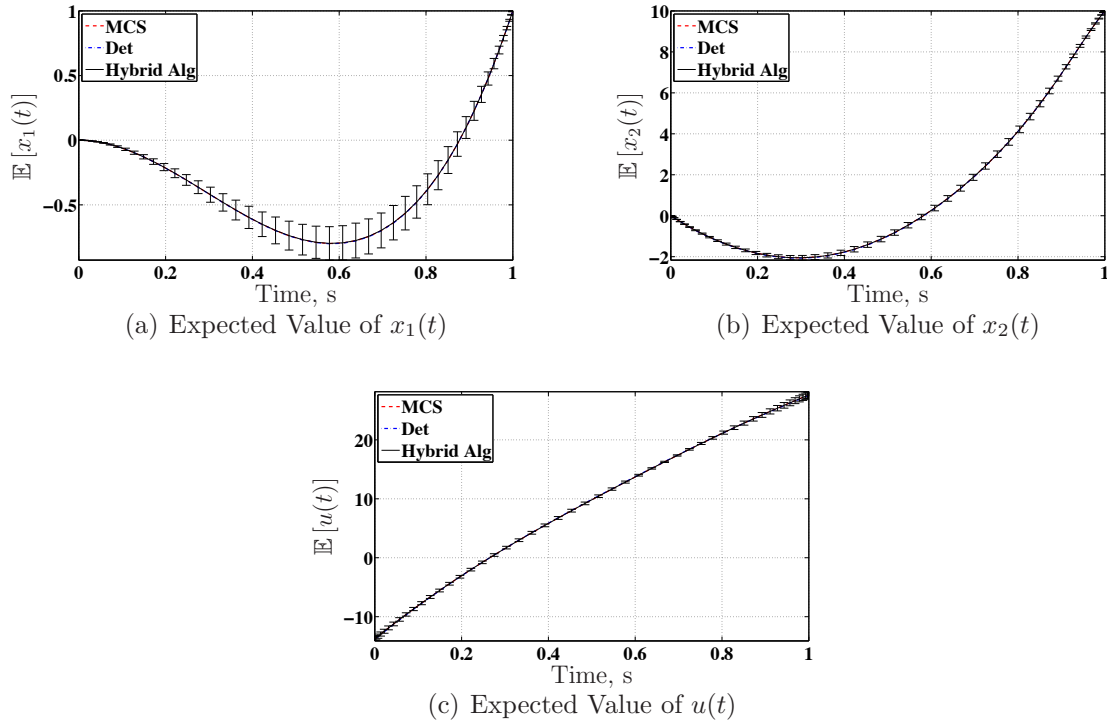 1
0.5
0
−0.5
𝔼 [x₁(t)]
MCS
Det
Hybrid Alg
0 0.2 0.4 0.6 0.8 1
Time, s
(a) Expected Value of x₁(t)
10
8
6
4
2
0
−2
𝔼 [x₂(t)]
MCS
Det
Hybrid Alg
0 0.2 0.4 0.6 0.8 1
Time, s
(b) Expected Value of x₂(t)
20
10
0
−10
𝔼 [u(t)]
MCS
Det
Hybrid Alg
0 0.2 0.4 0.6 0.8 1
Time, s
(c) Expected Value of u(t)